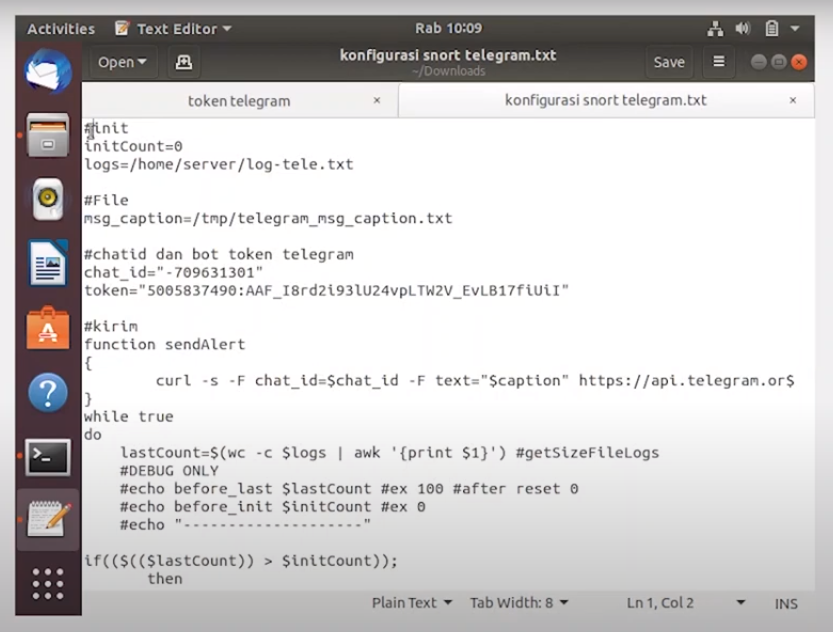 Activities Text Editor Rab 10:09
Open konfigurasi snort telegram.txt Save
~/Downloads
token telegram × konfigurasi snort telegram.txt ×
#init
initCount=0
logs=/home/server/log-tele.txt
#File
msg_caption=/tmp/telegram_msg_caption.txt
#chatid dan bot token telegram
chat_id="-709631301"
token="5005837490:AAF_I8rd2i93lU24vpLTW2V_EvLB17fiUiI"
#kirim
function sendAlert
{
curl -s -F chat_id=$chat_id -F text="$caption" https://api.telegram.or$
}
while true
do
lastCount=$(wc -c $logs | awk '{print $1}') #getSizeFileLogs
#DEBUG ONLY
#echo before_last $lastCount #ex 100 #after reset 0
#echo before_init $initCount #ex 0
#echo "--------------------"
if(($(($lastCount)) > $initCount));
then
Plain Text Tab Width: 8 Ln 1, Col 2 INS